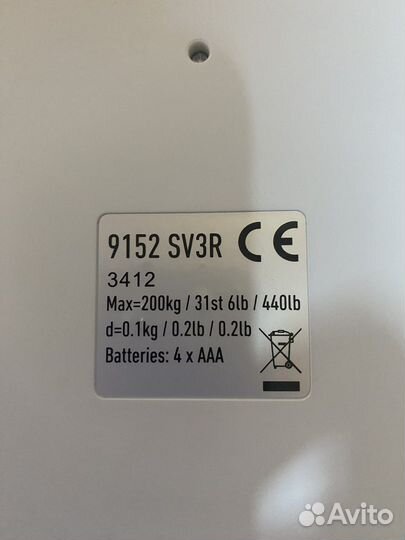 9152 SV3R CE
3412
Max=200kg / 31st 6lb / 440lb
d=0.1kg / 0.2lb / 0.2lb
Batteries: 4 x AAA
Avito